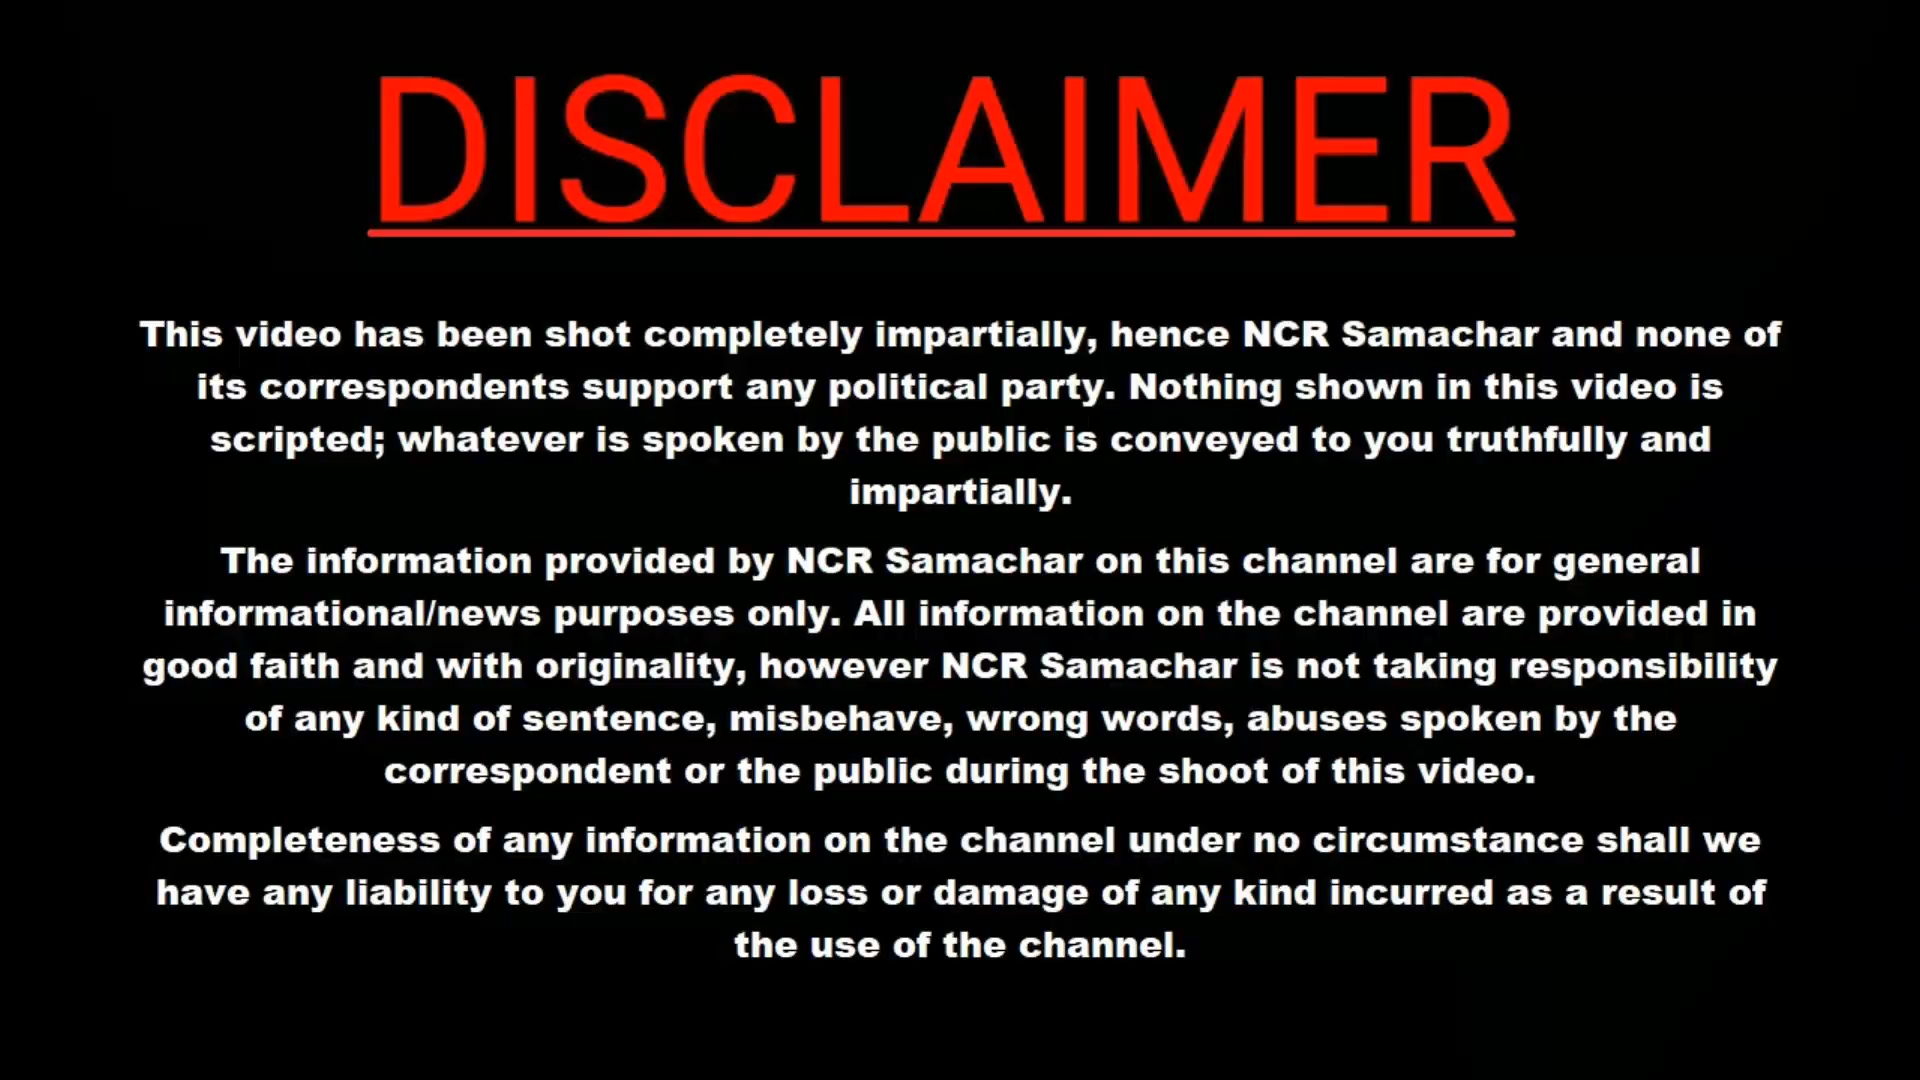 DISCLAIMER
This video has been shot completely impartially, hence NCR Samachar and none of
its correspondents support any political party. Nothing shown in this video is
scripted; whatever is spoken by the public is conveyed to you truthfully and
impartially.
The information provided by NCR Samachar on this channel are for general
informational/news purposes only. All information on the channel are provided in
good faith and with originality, however NCR Samachar is not taking responsibility
of any kind of sentence, misbehave, wrong words, abuses spoken by the
correspondent or the public during the shoot of this video.
Completeness of any information on the channel under no circumstance shall we
have any liability to you for any loss or damage of any kind incurred as a result of
the use of the channel.